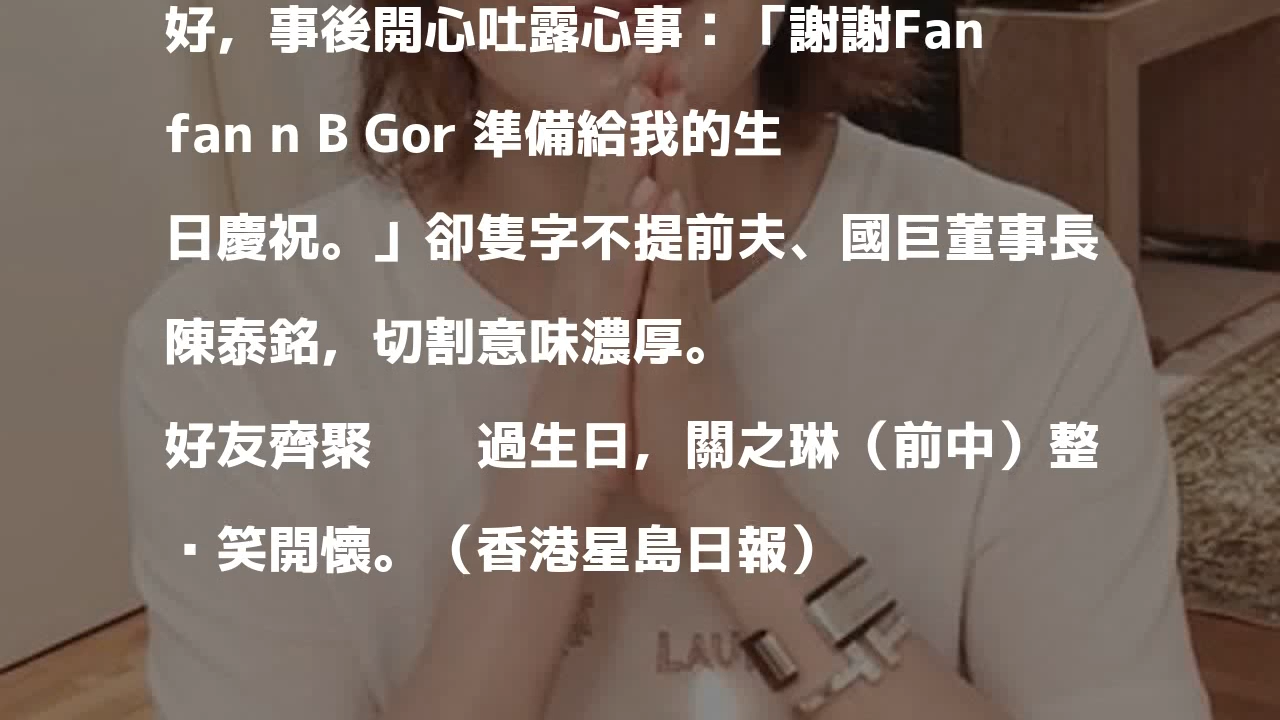 好，事後開心吐露心事：「謝謝Fan
fan n B Gor 準備給我的生
日慶祝。」卻隻字不提前夫、國巨董事長
陳泰銘，切割意味濃厚。
好友齊聚　　過生日，關之琳（前中）整
·笑開懷。（香港星島日報）
LAU